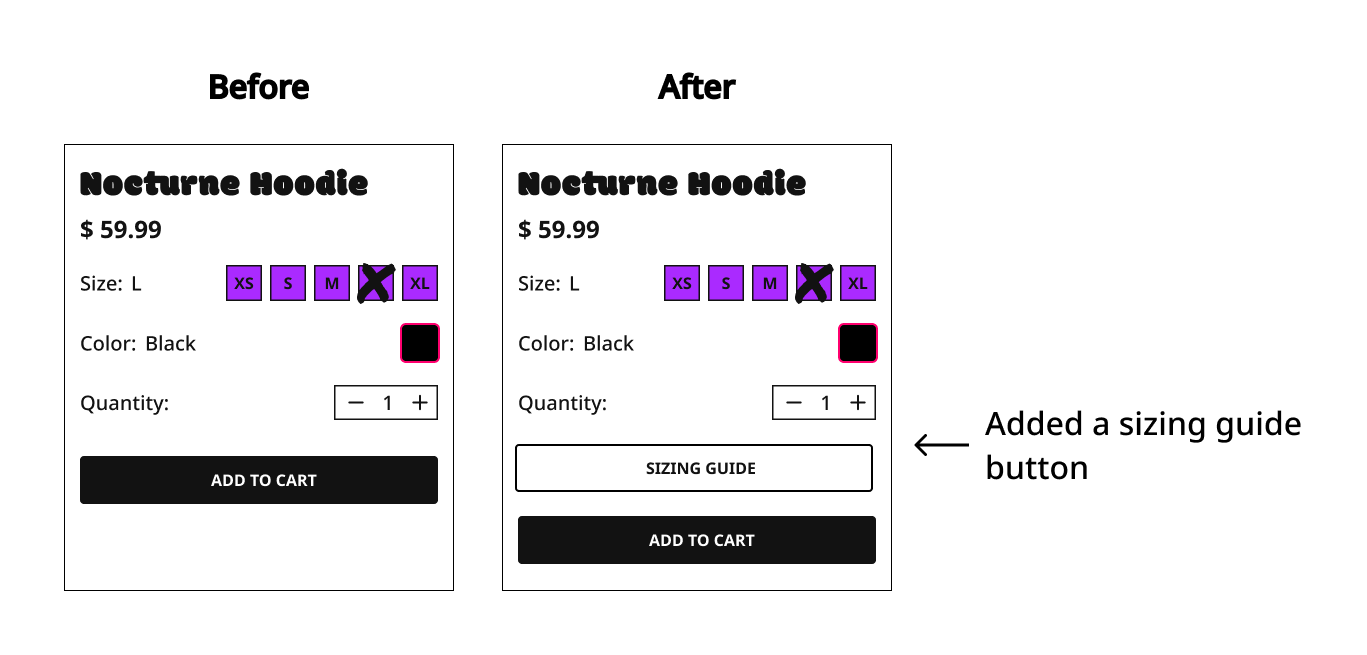 Before
After
Nocturne Hoodie
$ 59.99
Size: L
XS S M XL
Color: Black
Quantity:
1
ADD TO CART
Nocturne Hoodie
$ 59.99
Size: L
XS S M XL
Color: Black
Quantity:
1
SIZING GUIDE
ADD TO CART
Added a sizing guide
button